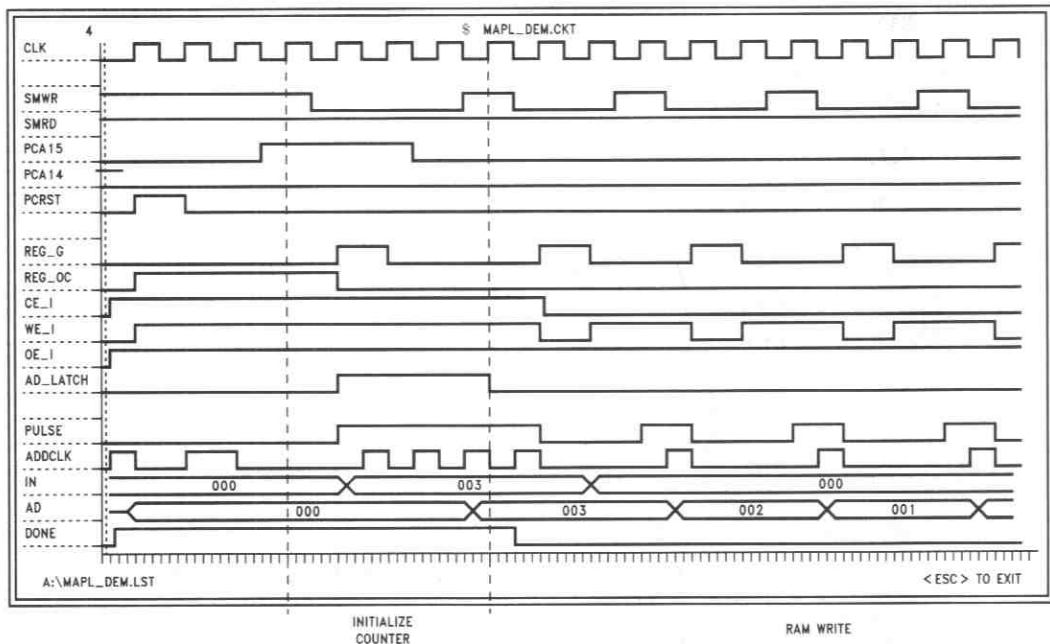 4
S MAPL_DEM.CKT
CLK
SMWR
SMRD
PCA15
PCA14
PCRST
REG_G
REG_OC
CE_I
WE_I
OE_I
AD_LATCH
PULSE
ADDCLK
IN 000 003 000
AD 000 003 002 001
DONE
A:\MAPL_DEM.LST
<ESC> TO EXIT
INITIALIZE
COUNTER
RAM WRITE